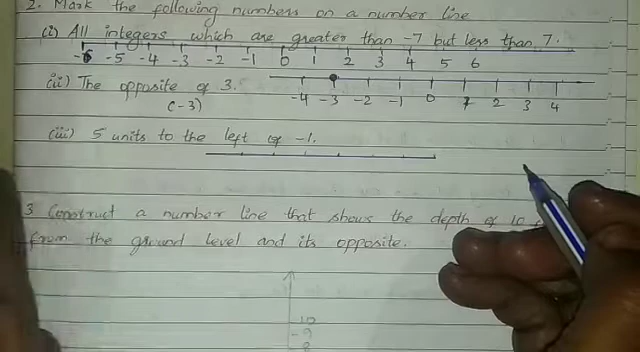 2. Mark the following numbers on a number line
(i) All integers which are greater than -7 but less than 7.
-6 -5 -4 -3 -2 -1 0 1 2 3 4 5 6
(ii) The opposite of 3.
(-3)
-4 -3 -2 -1 0 1 2 3 4
(iii) 5 units to the left of -1.
3 Construct a number line that shows the depth of 10
from the ground level and its opposite.
10
9
8